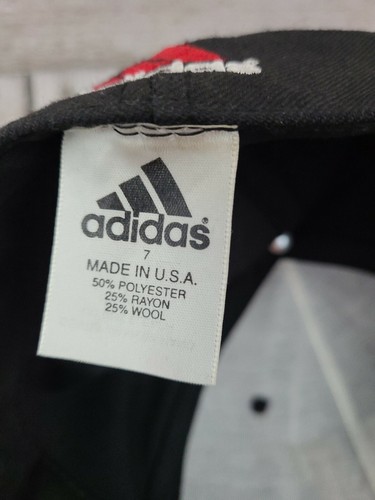 adidas®
7
MADE IN U.S.A.
50% POLYESTER
25% RAYON
25% WOOL